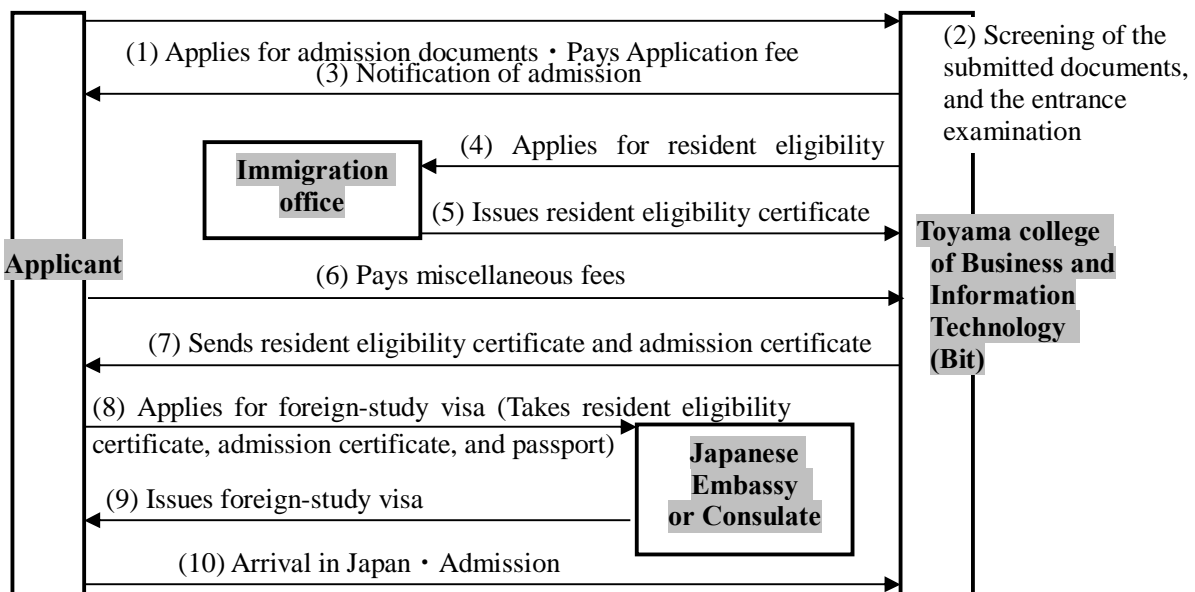 (1) Applies for admission documents・Pays Application fee
(2) Screening of the
submitted documents,
and the entrance
examination
(3) Notification of admission
(4) Applies for resident eligibility
Immigration
office
(5) Issues resident eligibility certificate
Applicant
Toyama college
of Business and
Information
Technology
(Bit)
(6) Pays miscellaneous fees
(7) Sends resident eligibility certificate and admission certificate
(8) Applies for foreign-study visa (Takes resident eligibility
certificate, admission certificate, and passport)
Japanese
Embassy
or Consulate
(9) Issues foreign-study visa
(10) Arrival in Japan・Admission